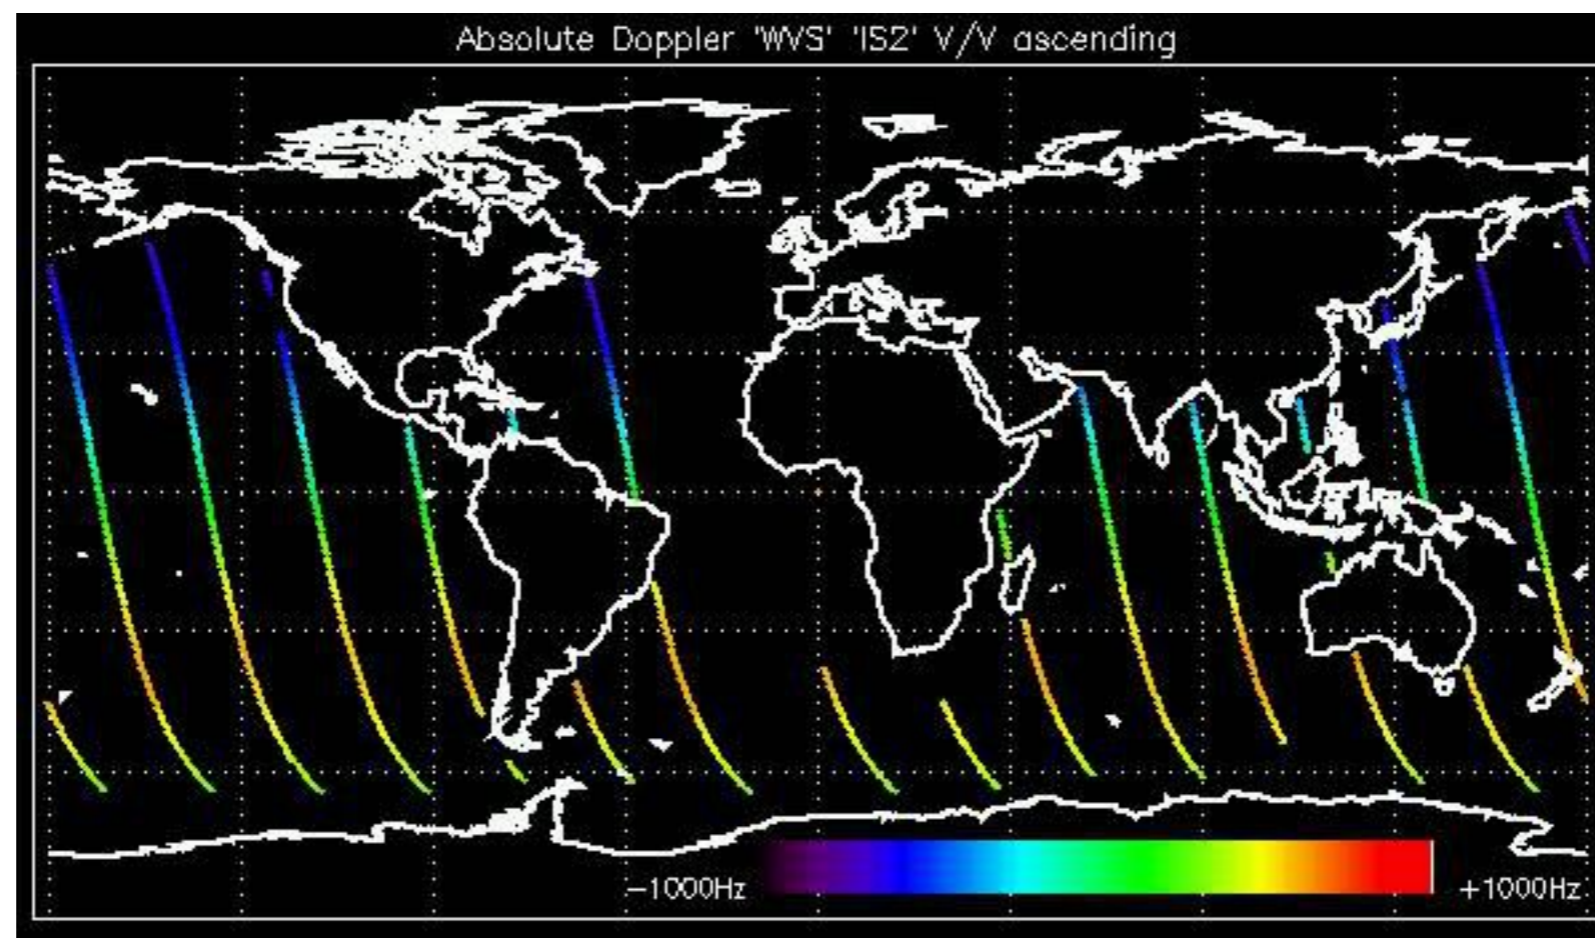 Absolute Doppler 'WVS' 'IS2' V/V ascending
-1000Hz +1000Hz